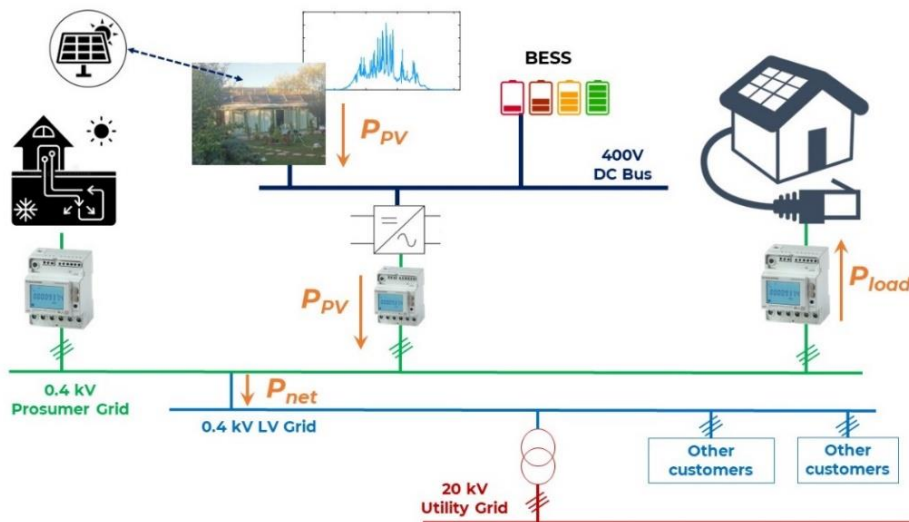 BESS
P_PV
400V
DC Bus
P_PV
P_load
0.4 kV
Prosumer Grid
P_net
0.4 kV LV Grid
Other
customers
Other
customers
20 kV
Utility Grid